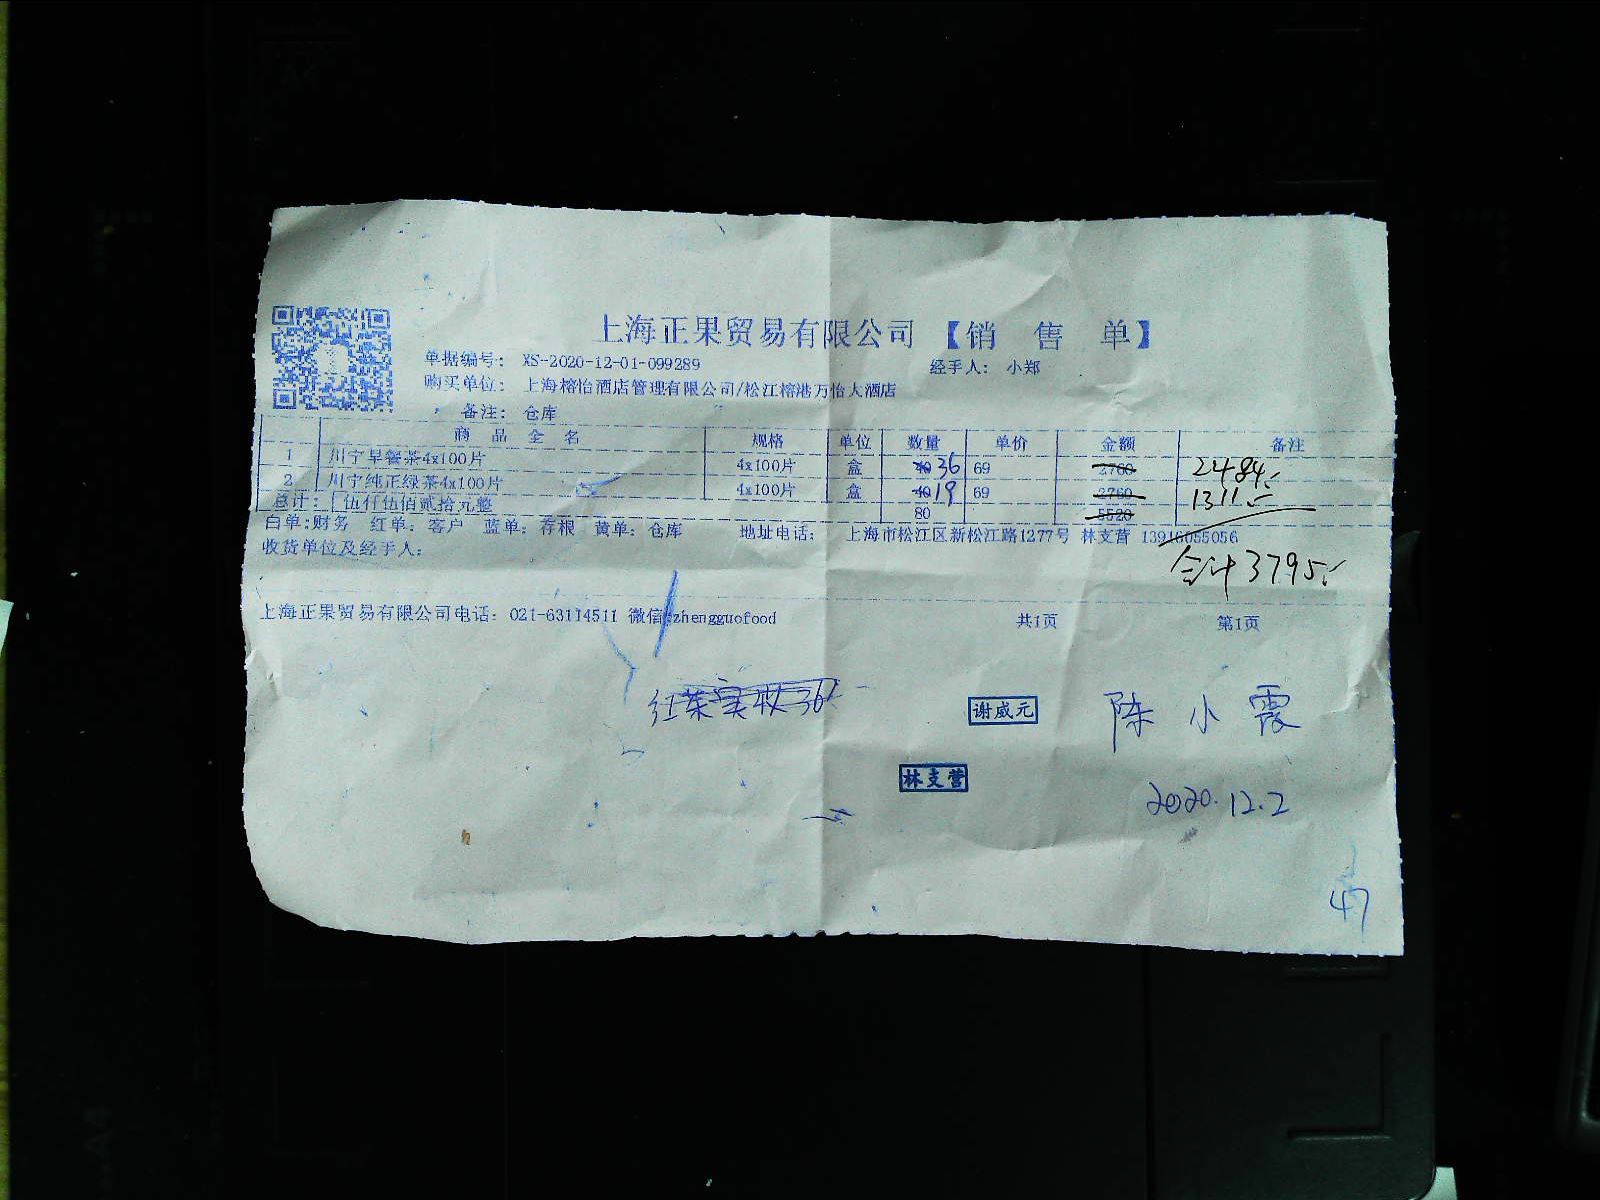 上海正果贸易有限公司 【销 售 单】
单据编号： XS-2020-12-01-099289 经手人： 小郑
购买单位： 上海榕怡酒店管理有限公司/松江榕港万怡大酒店
备注： 仓库
商 品 全 名 规格 单位 数量 单价 金额 备注
1 川宁早餐茶4x100片 4x100片 盒 40 36 69 2760 2484.-
2 川宁纯正绿茶4x100片 4x100片 盒 40 19 69 2760 1311.-
总计： 伍仟伍佰贰拾元整 80 5520
白单:财务 红单：客户 蓝单：存根 黄单：仓库 地址电话： 上海市松江区新松江路1277号 林支营 13916055056
收货单位及经手人：
合计3795.-
上海正果贸易有限公司电话：021-63114511 微信:zhengguofood 共1页 第1页
红茶实收36
谢威元
陈小霞
林支营
2020.12.2
47